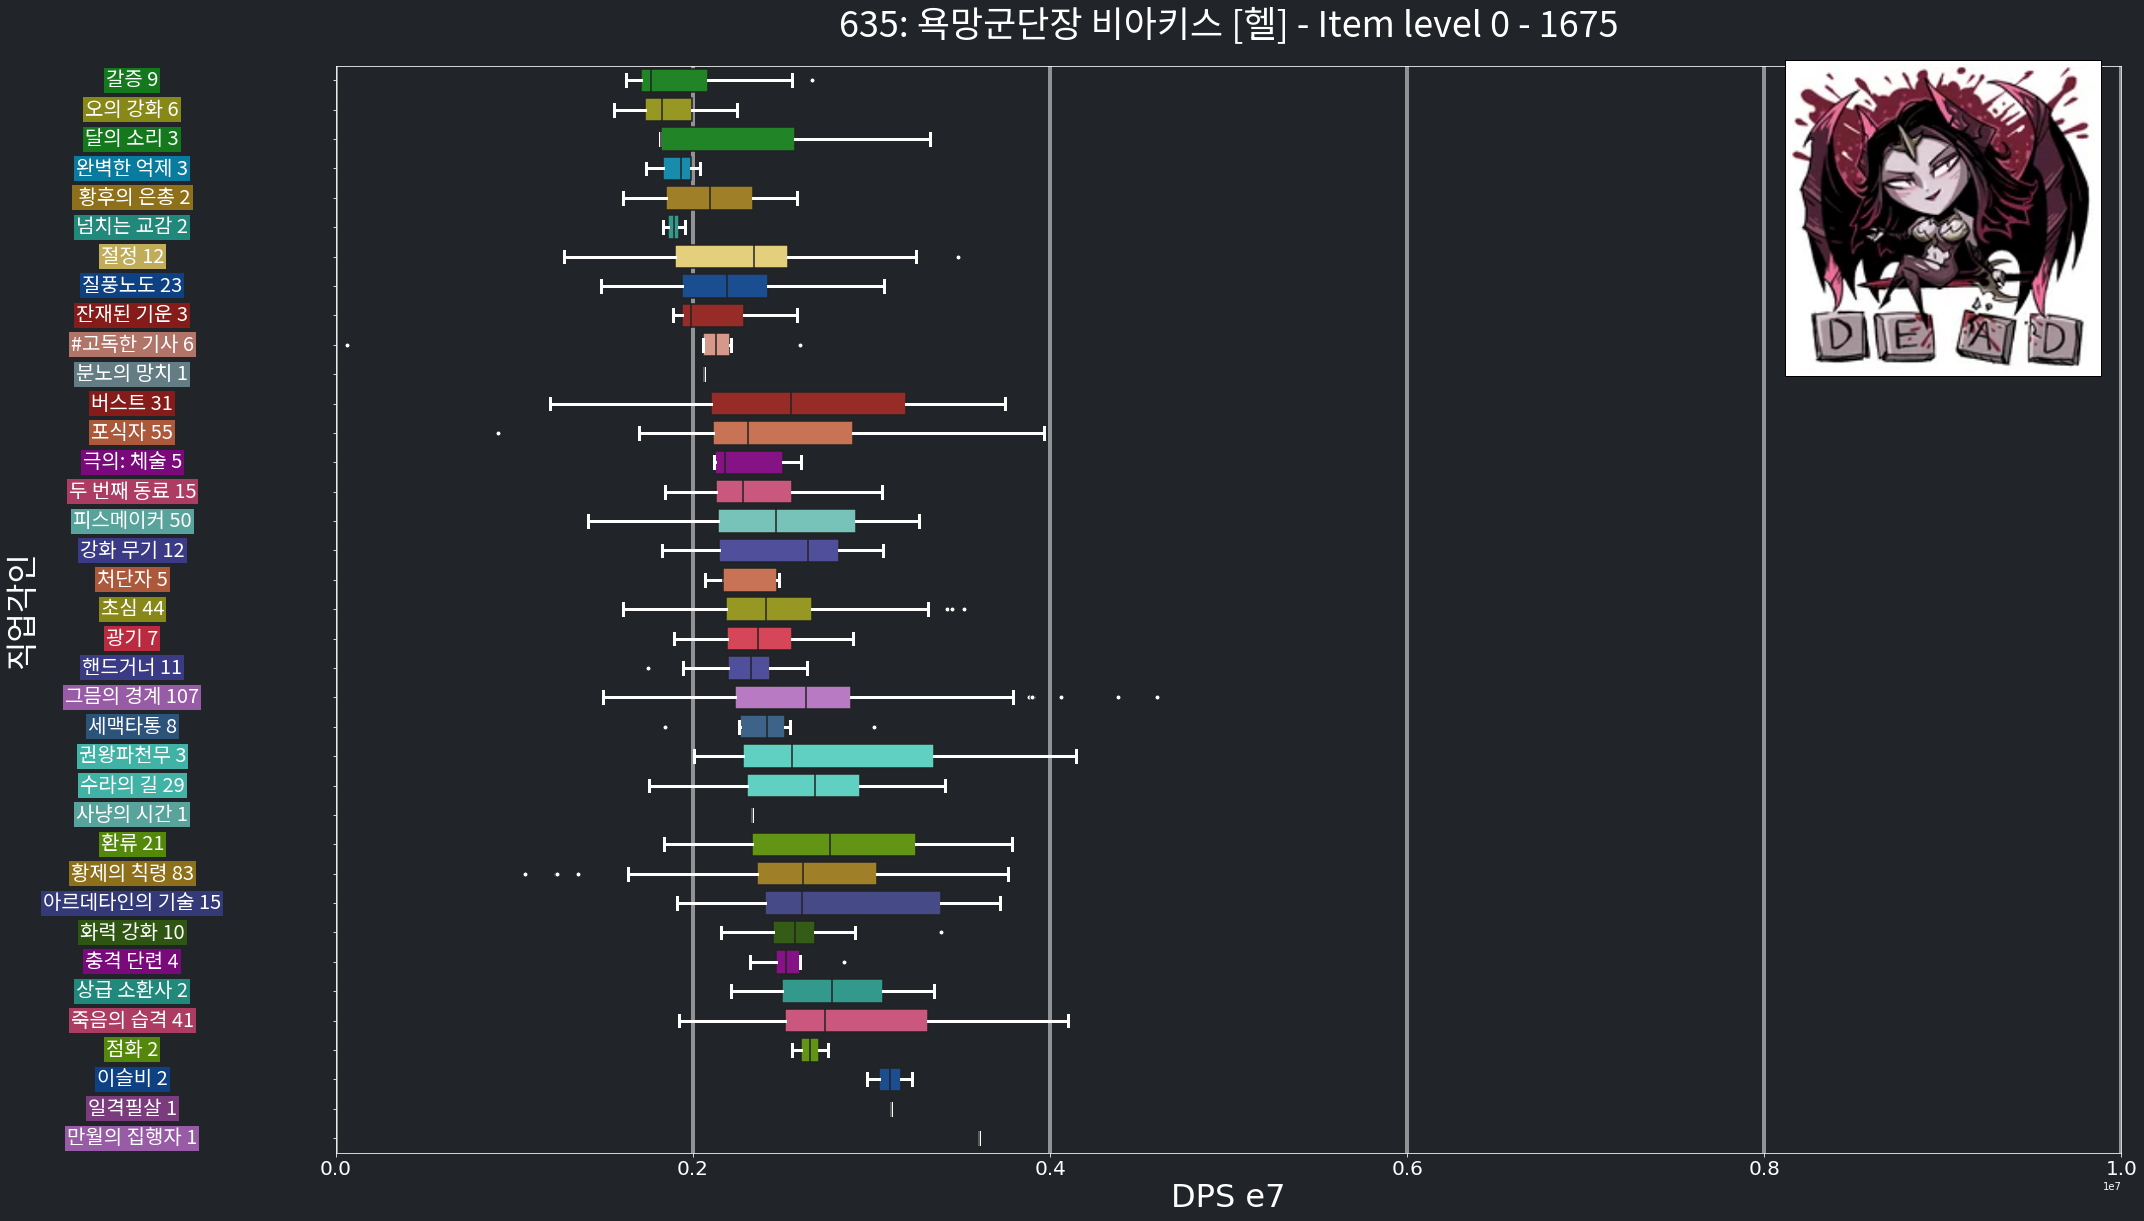 635: 욕망군단장 비아키스 [헬] - Item level 0 - 1675
직업각인
갈증 9
오의 강화 6
달의 소리 3
완벽한 억제 3
황후의 은총 2
넘치는 교감 2
절정 12
질풍노도 23
잔재된 기운 3
#고독한 기사 6
분노의 망치 1
버스트 31
포식자 55
극의: 체술 5
두 번째 동료 15
피스메이커 50
강화 무기 12
처단자 5
초심 44
광기 7
핸드거너 11
그믐의 경계 107
세맥타통 8
권왕파천무 3
수라의 길 29
사냥의 시간 1
환류 21
황제의 칙령 83
아르데타인의 기술 15
화력 강화 10
충격 단련 4
상급 소환사 2
죽음의 습격 41
점화 2
이슬비 2
일격필살 1
만월의 집행자 1
DEAD
0.0 0.2 0.4 0.6 0.8 1.0
1e7
DPS e7